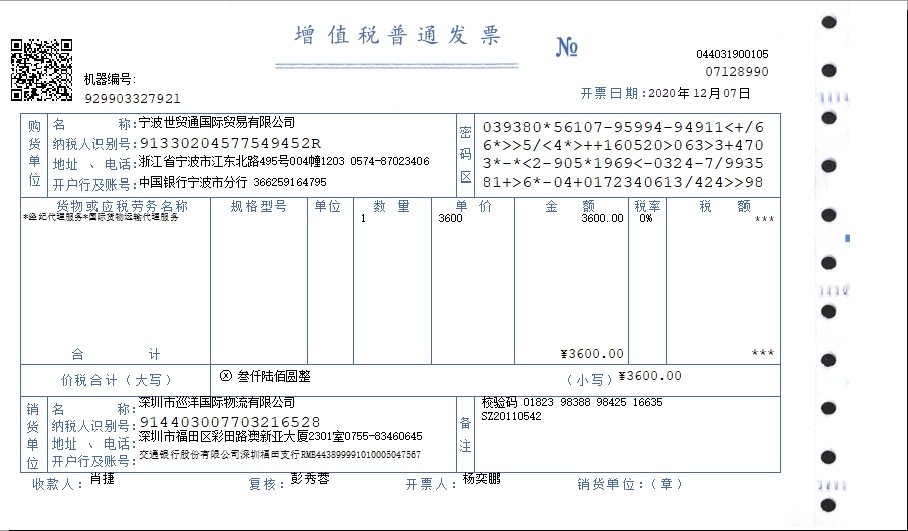 增值税普通发票
№
044031900105
07128990
机器编号:
929903327921
开票日期:2020年12月07日
购货单位
名 称:宁波世贸通国际贸易有限公司
纳税人识别号:91330204577549452R
地址、电话:浙江省宁波市江东北路495号004幢1203 0574-87023406
开户行及账号:中国银行宁波市分行 366259164795
密码区
039380*56107-95994-94911<+/6
6*>>5/<4*>++160520>063>3+470
3*-*<2-905*1969<-0324-7/9935
81+>6*-04+0172340613/424>>98
货物或应税劳务名称 规格型号 单位 数量 单价 金额 税率 税额
*经纪代理服务*国际货物运输代理服务 1 3600 3600.00 0% ***
合 计 ¥3600.00 ***
价税合计(大写) ⓧ 叁仟陆佰圆整 (小写)¥3600.00
销货单位
名 称:深圳市巡洋国际物流有限公司
纳税人识别号:914403007703216528
地址、电话:深圳市福田区彩田路澳新亚大厦2301室0755-83460645
开户行及账号:交通银行股份有限公司深圳福田支行RMB443899991010005047567
备注
校验码 01823 98388 98425 16635
SZ20110542
收款人:肖捷 复核:彭秀蓉 开票人:杨奕鹏 销货单位:(章)